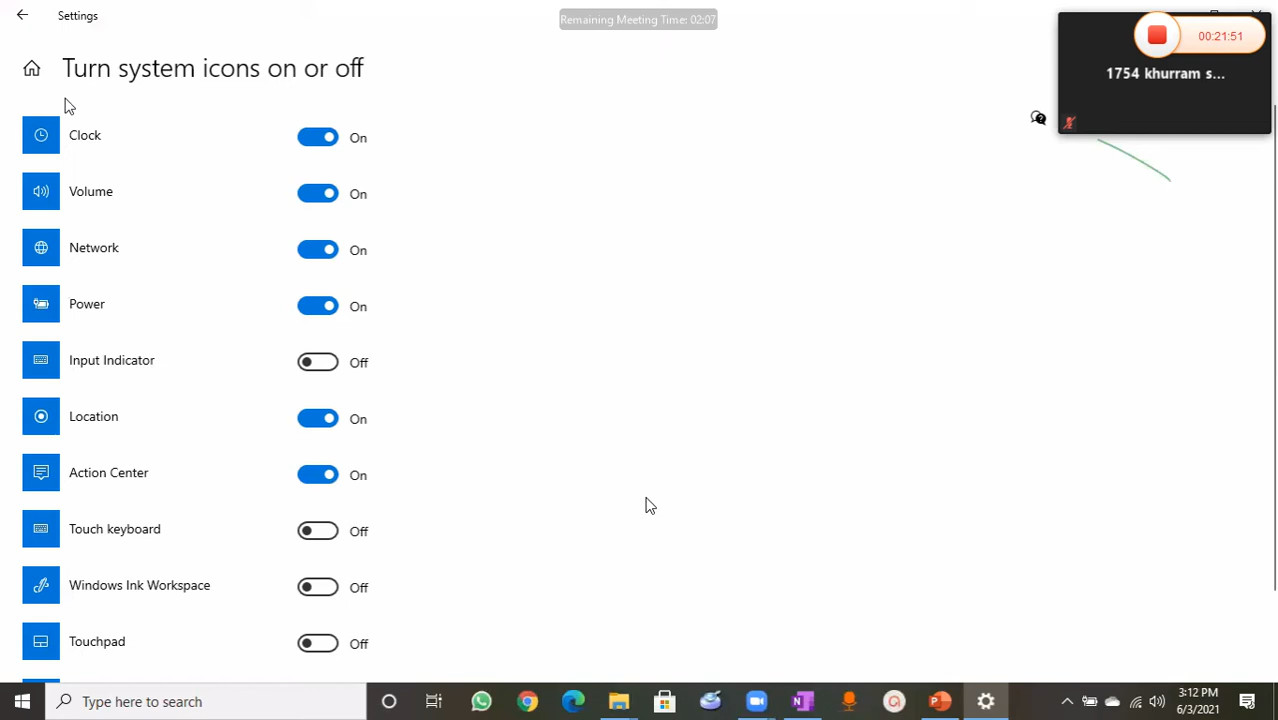 Settings
Remaining Meeting Time: 02:07
00:21:51
1754 khurram s...
Turn system icons on or off
Clock On
Volume On
Network On
Power On
Input Indicator Off
Location On
Action Center On
Touch keyboard Off
Windows Ink Workspace Off
Touchpad Off
Type here to search
3:12 PM
6/3/2021